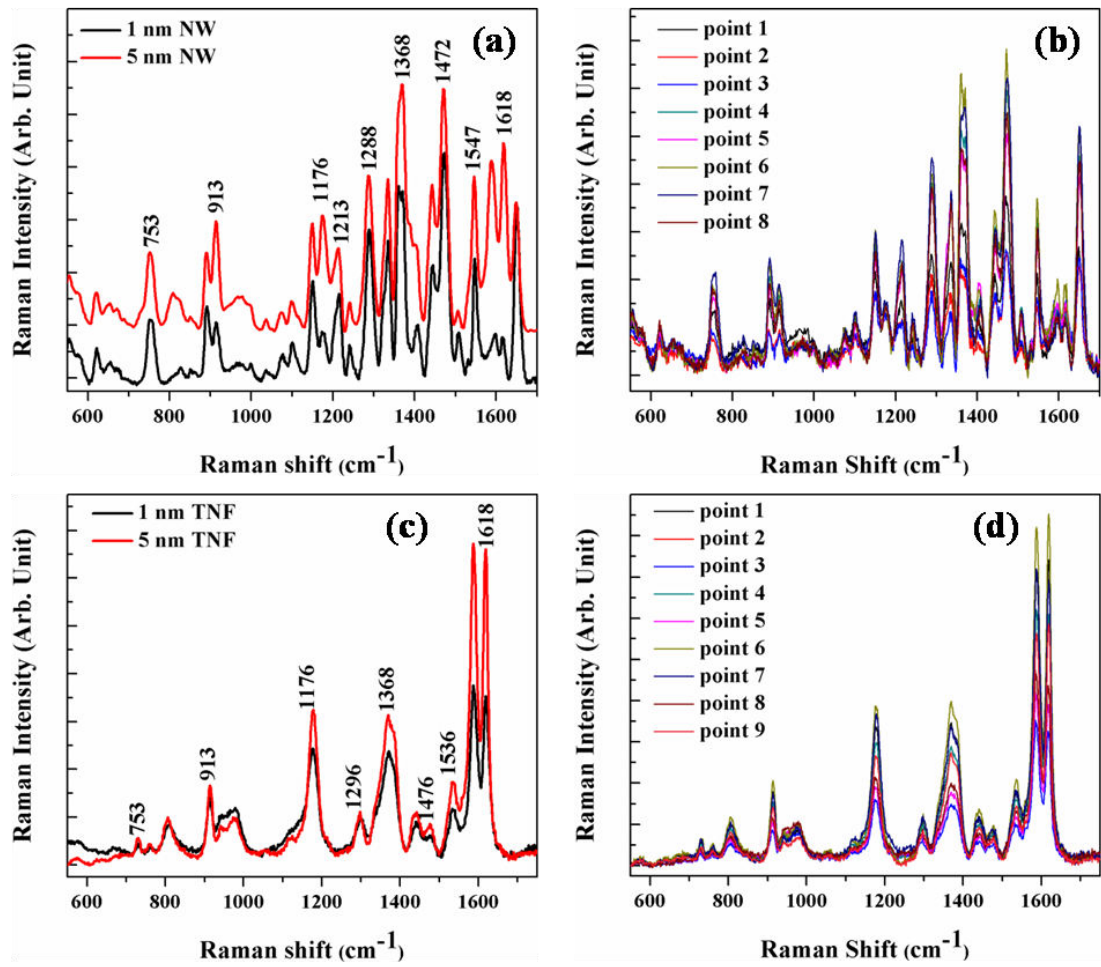 1 nm NW
5 nm NW
(a)
753
913
1176
1213
1288
1368
1472
1547
1618
Raman Intensity (Arb. Unit)
600 800 1000 1200 1400 1600
Raman shift (cm-1)
point 1
point 2
point 3
point 4
point 5
point 6
point 7
point 8
(b)
Raman Intensity (Arb. Unit)
600 800 1000 1200 1400 1600
Raman Shift (cm-1)
1 nm TNF
5 nm TNF
(c)
753
913
1176
1296
1368
1476
1536
1618
Raman Intensity (Arb. Unit)
600 800 1000 1200 1400 1600
Raman shift (cm-1)
point 1
point 2
point 3
point 4
point 5
point 6
point 7
point 8
point 9
(d)
Raman Intensity (Arb. Unit)
600 800 1000 1200 1400 1600
Raman Shift (cm-1)